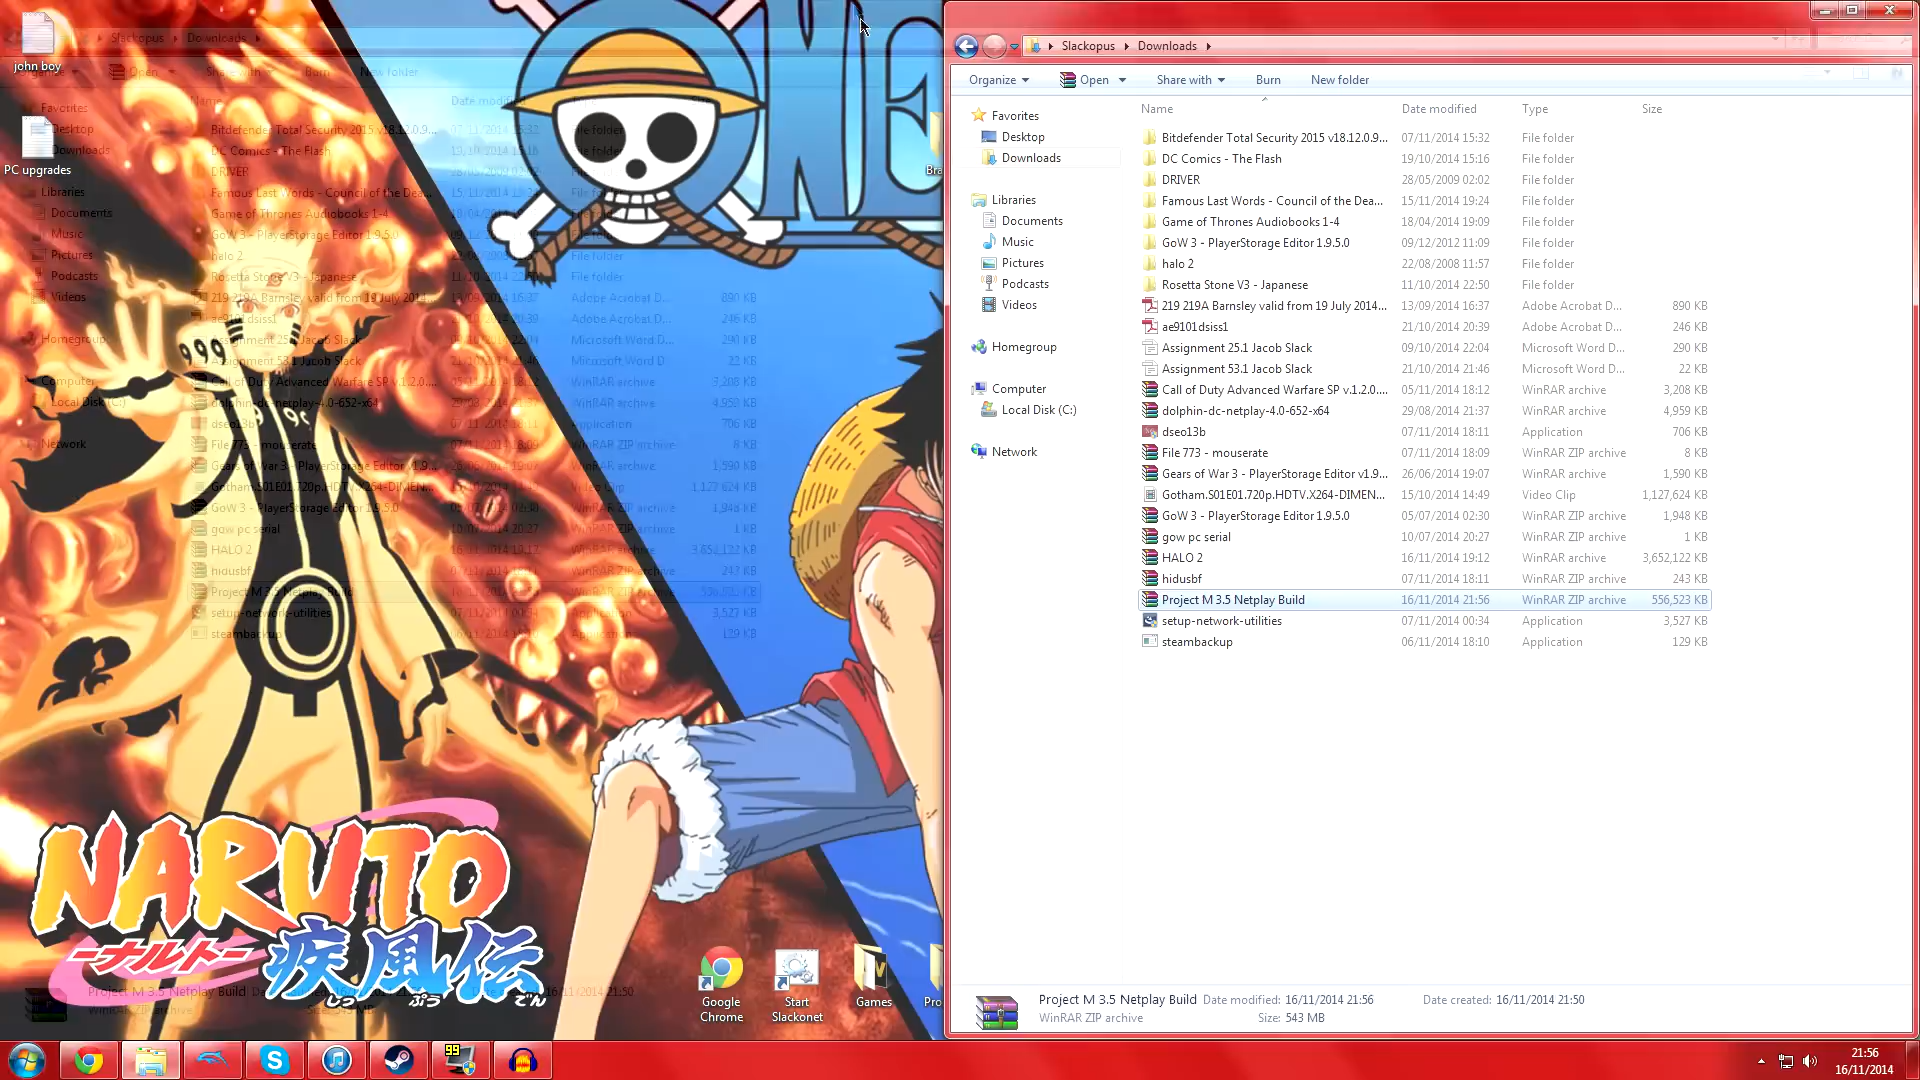 john boy
PC upgrades
NE
Bra
NARUTO
ーナルトー
疾風伝
しっ ぷう でん
Google Chrome
Start Slackonet
Games
Pro
Slackopus Downloads
Organize Open Share with Burn New folder
Name Date modified Type Size
Favorites
Desktop
Downloads
Libraries
Documents
Music
Pictures
Podcasts
Videos
Homegroup
Computer
Local Disk (C:)
Network
Bitdefender Total Security 2015 v18.12.0.9... 07/11/2014 15:32 File folder
DC Comics - The Flash 19/10/2014 15:16 File folder
DRIVER 28/05/2009 02:02 File folder
Famous Last Words - Council of the Dea... 15/11/2014 19:24 File folder
Game of Thrones Audiobooks 1-4 18/04/2014 19:09 File folder
GoW 3 - PlayerStorage Editor 1.9.5.0 09/12/2012 11:09 File folder
halo 2 22/08/2008 11:57 File folder
Rosetta Stone V3 - Japanese 11/10/2014 22:50 File folder
219 219A Barnsley valid from 19 July 2014... 13/09/2014 16:37 Adobe Acrobat D... 890 KB
ae9101dsiss1 21/10/2014 20:39 Adobe Acrobat D... 246 KB
Assignment 25.1 Jacob Slack 09/10/2014 22:04 Microsoft Word D... 290 KB
Assignment 53.1 Jacob Slack 21/10/2014 21:46 Microsoft Word D... 22 KB
Call of Duty Advanced Warfare SP v.1.2.0.... 05/11/2014 18:12 WinRAR archive 3,208 KB
dolphin-dc-netplay-4.0-652-x64 29/08/2014 21:37 WinRAR archive 4,959 KB
dseo13b 07/11/2014 18:11 Application 706 KB
File 773 - mouserate 07/11/2014 18:09 WinRAR ZIP archive 8 KB
Gears of War 3 - PlayerStorage Editor v1.9... 26/06/2014 19:07 WinRAR archive 1,590 KB
Gotham.S01E01.720p.HDTV.X264-DIMEN... 15/10/2014 14:49 Video Clip 1,127,624 KB
GoW 3 - PlayerStorage Editor 1.9.5.0 05/07/2014 02:30 WinRAR ZIP archive 1,948 KB
gow pc serial 10/07/2014 20:27 WinRAR ZIP archive 1 KB
HALO 2 16/11/2014 19:12 WinRAR archive 3,652,122 KB
hidusbf 07/11/2014 18:11 WinRAR ZIP archive 243 KB
Project M 3.5 Netplay Build 16/11/2014 21:56 WinRAR ZIP archive 556,523 KB
setup-network-utilities 07/11/2014 00:34 Application 3,527 KB
steambackup 06/11/2014 18:10 Application 129 KB
Project M 3.5 Netplay Build Date modified: 16/11/2014 21:56 Date created: 16/11/2014 21:50
WinRAR ZIP archive Size: 543 MB
99
21:56
16/11/2014